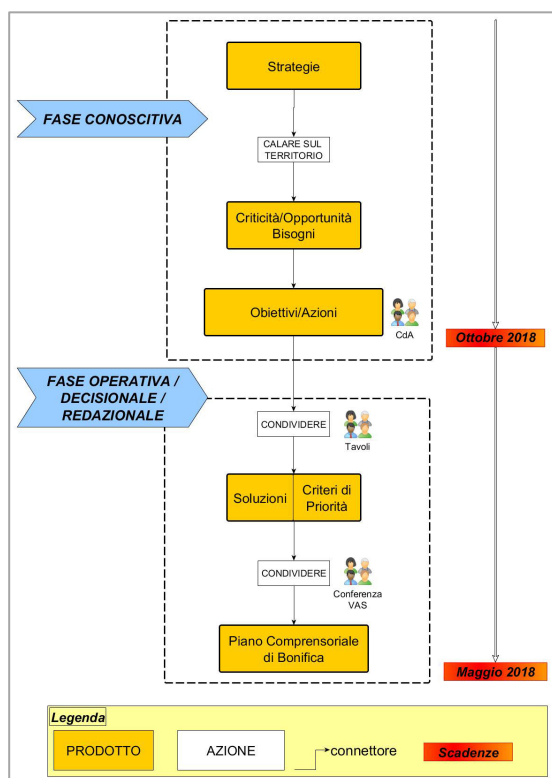 Strategie
FASE CONOSCITIVA
CALARE SUL
TERRITORIO
Criticità/Opportunità
Bisogni
Obiettivi/Azioni
CdA
Ottobre 2018
FASE OPERATIVA /
DECISIONALE /
REDAZIONALE
CONDIVIDERE
Tavoli
Soluzioni
Criteri di
Priorità
CONDIVIDERE
Conferenza
VAS
Piano Comprensoriale
di Bonifica
Maggio 2018
Legenda
PRODOTTO
AZIONE
connettore
Scadenze